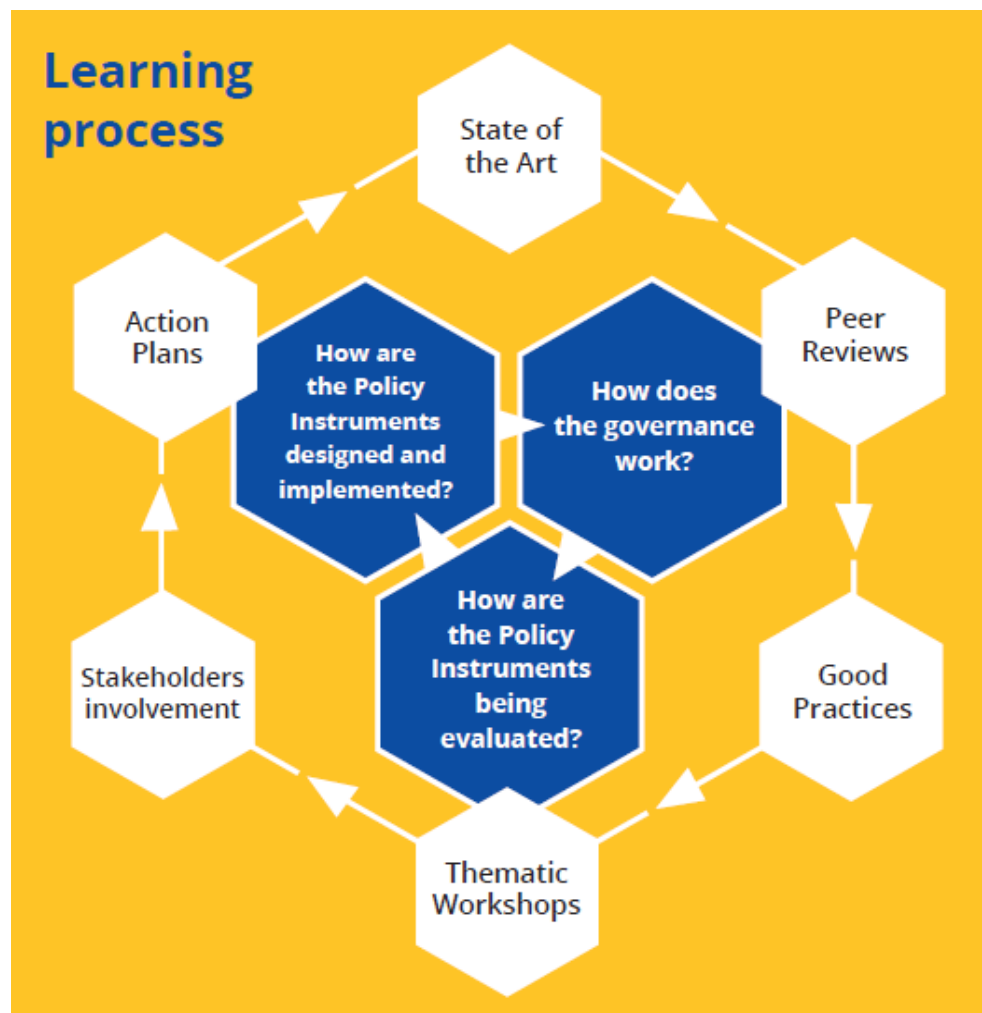 Learning
process
State of
the Art
Peer
Reviews
Good
Practices
Thematic
Workshops
Stakeholders
involvement
Action
Plans
How are
the Policy
Instruments
designed and
implemented?
How does
the governance
work?
How are
the Policy
Instruments
being
evaluated?